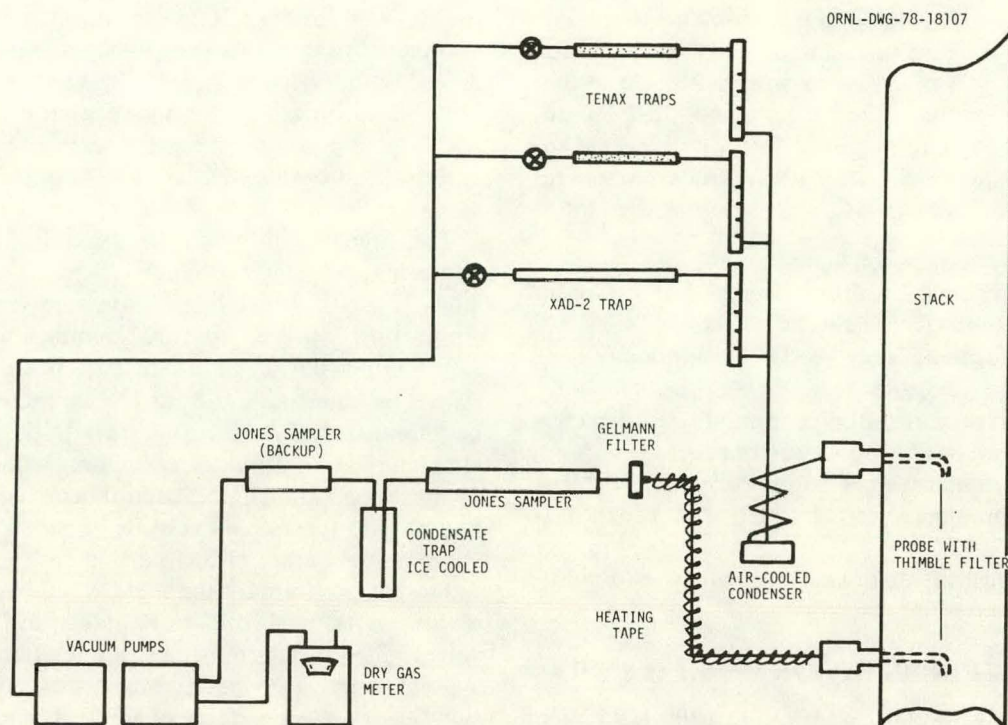 ORNL-DWG-78-18107
TENAX TRAPS
XAD-2 TRAP
STACK
JONES SAMPLER
(BACKUP)
GELMANN
FILTER
JONES SAMPLER
CONDENSATE
TRAP
ICE COOLED
PROBE WITH
THIMBLE FILTER
AIR-COOLED
CONDENSER
HEATING
TAPE
VACUUM PUMPS
DRY GAS
METER